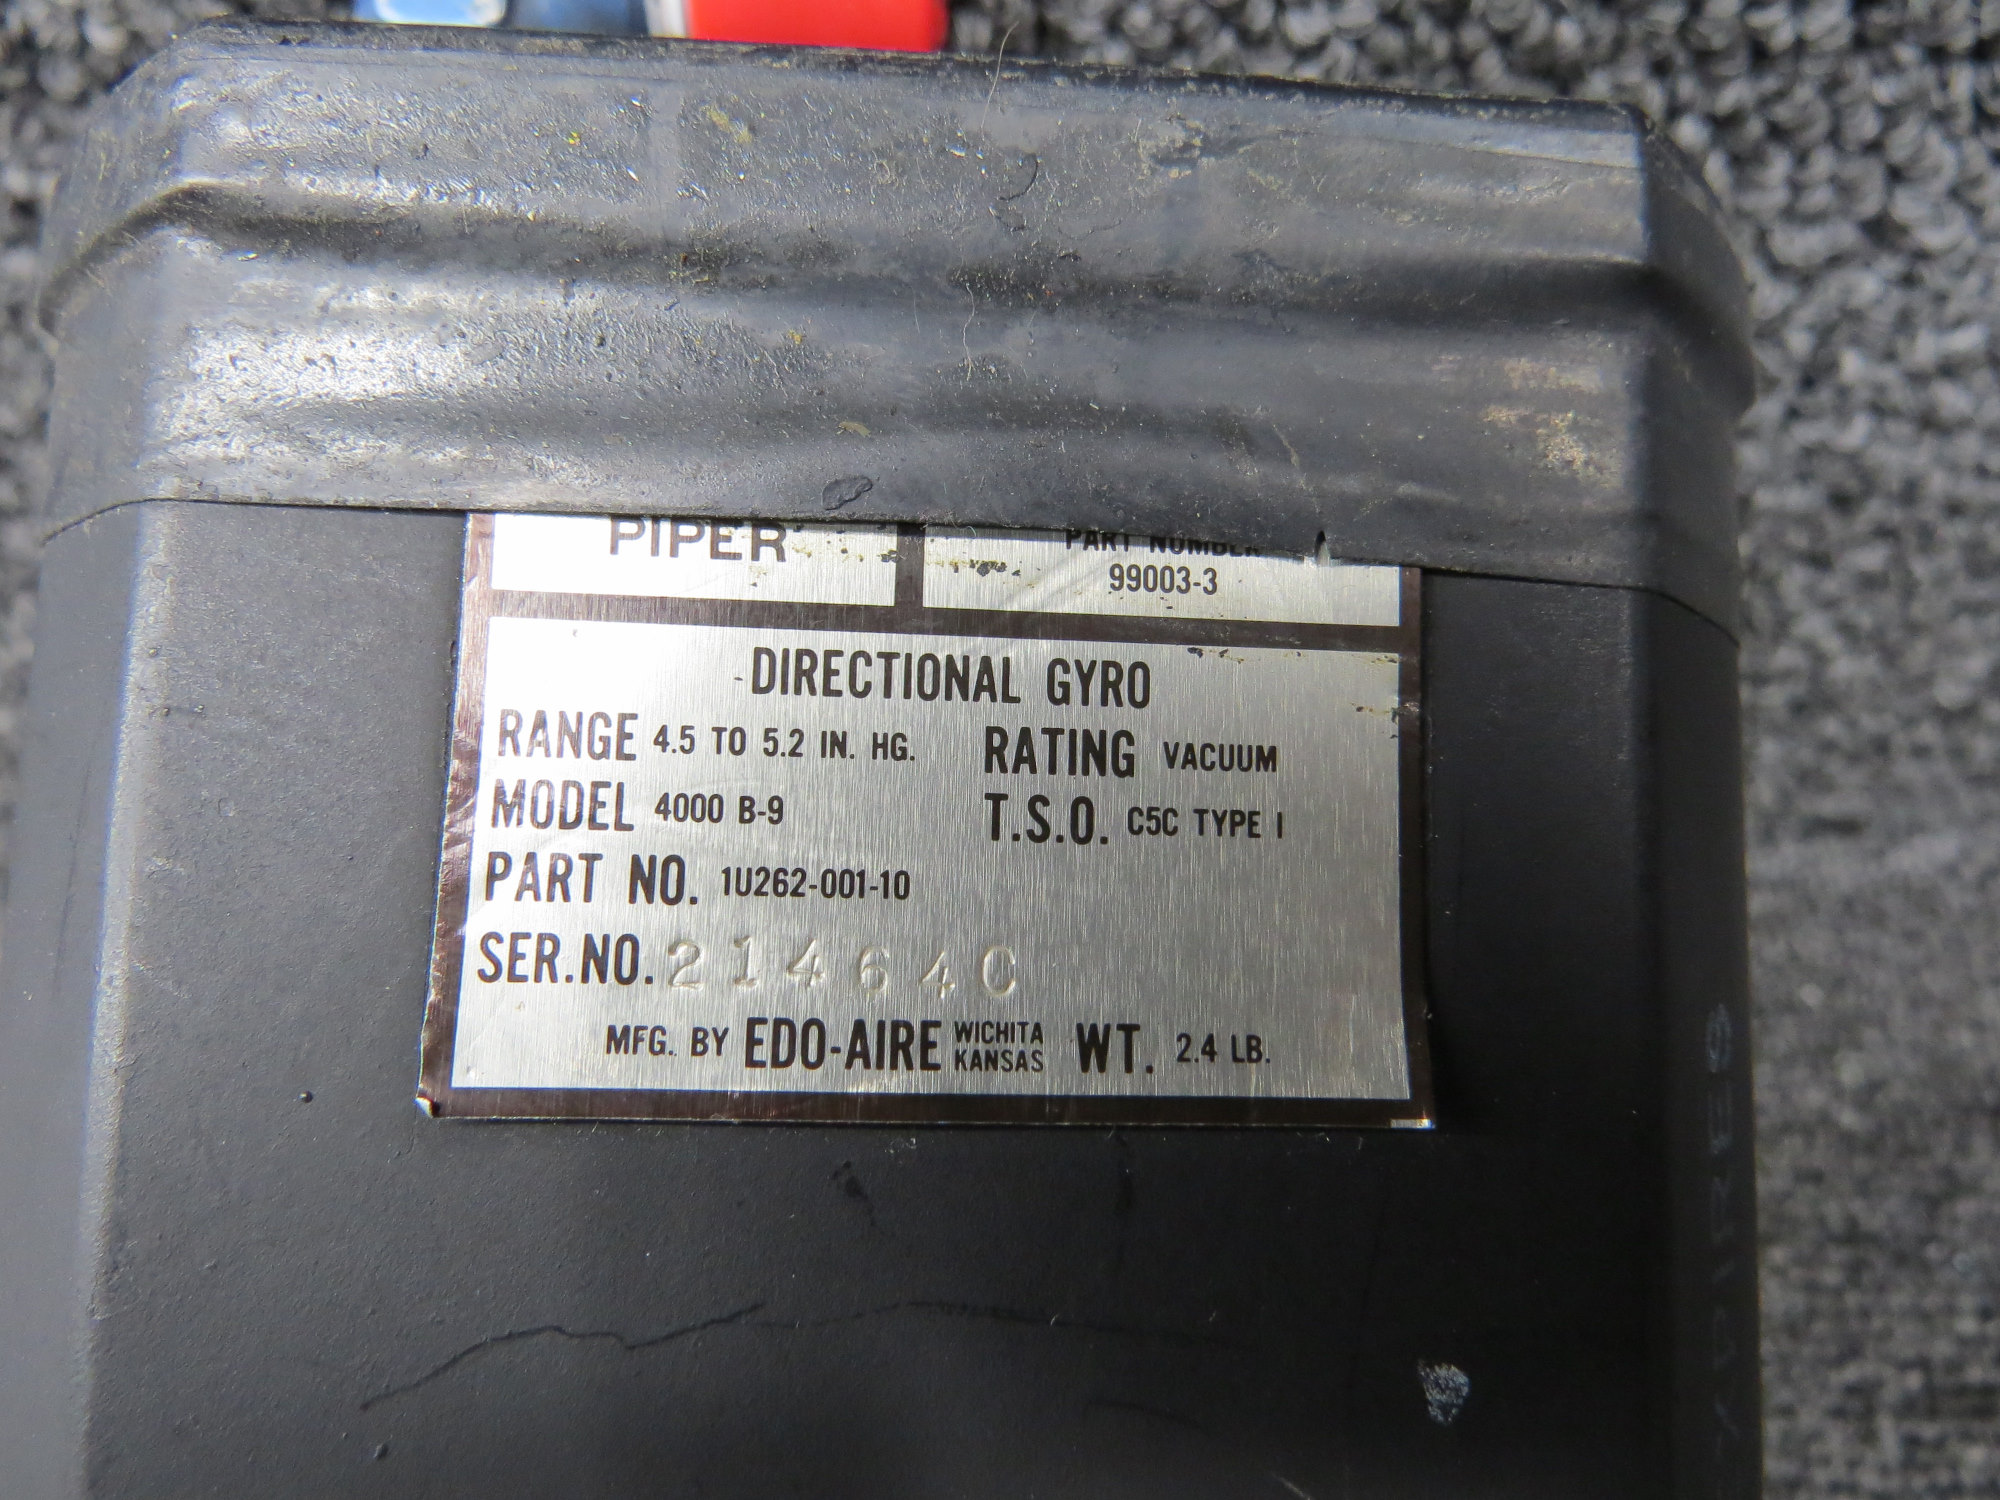 PIPER
PART NUMBER
99003-3
DIRECTIONAL GYRO
RANGE 4.5 TO 5.2 IN. HG. RATING VACUUM
MODEL 4000 B-9 T.S.O. C5C TYPE I
PART NO. 1U262-001-10
SER.NO. 21464C
MFG. BY EDO-AIRE WICHITA KANSAS WT. 2.4 LB.